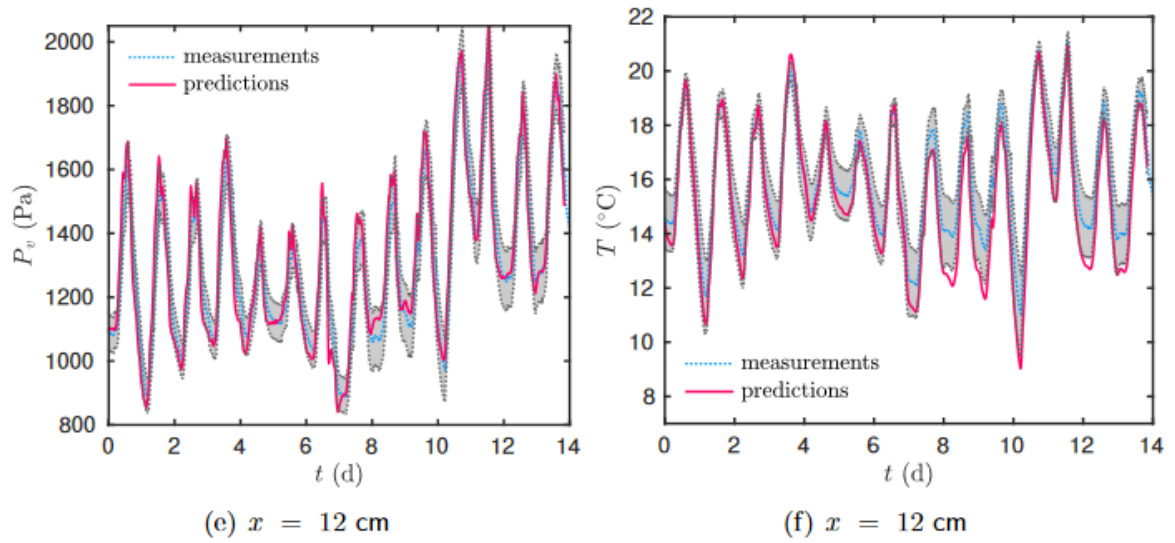 2000
1800
1600
1400
1200
1000
800
P_v (Pa)
measurements
predictions
0 2 4 6 8 10 12 14
t (d)
(e) x = 12 cm
22
20
18
16
14
12
10
8
T (°C)
measurements
predictions
0 2 4 6 8 10 12 14
t (d)
(f) x = 12 cm